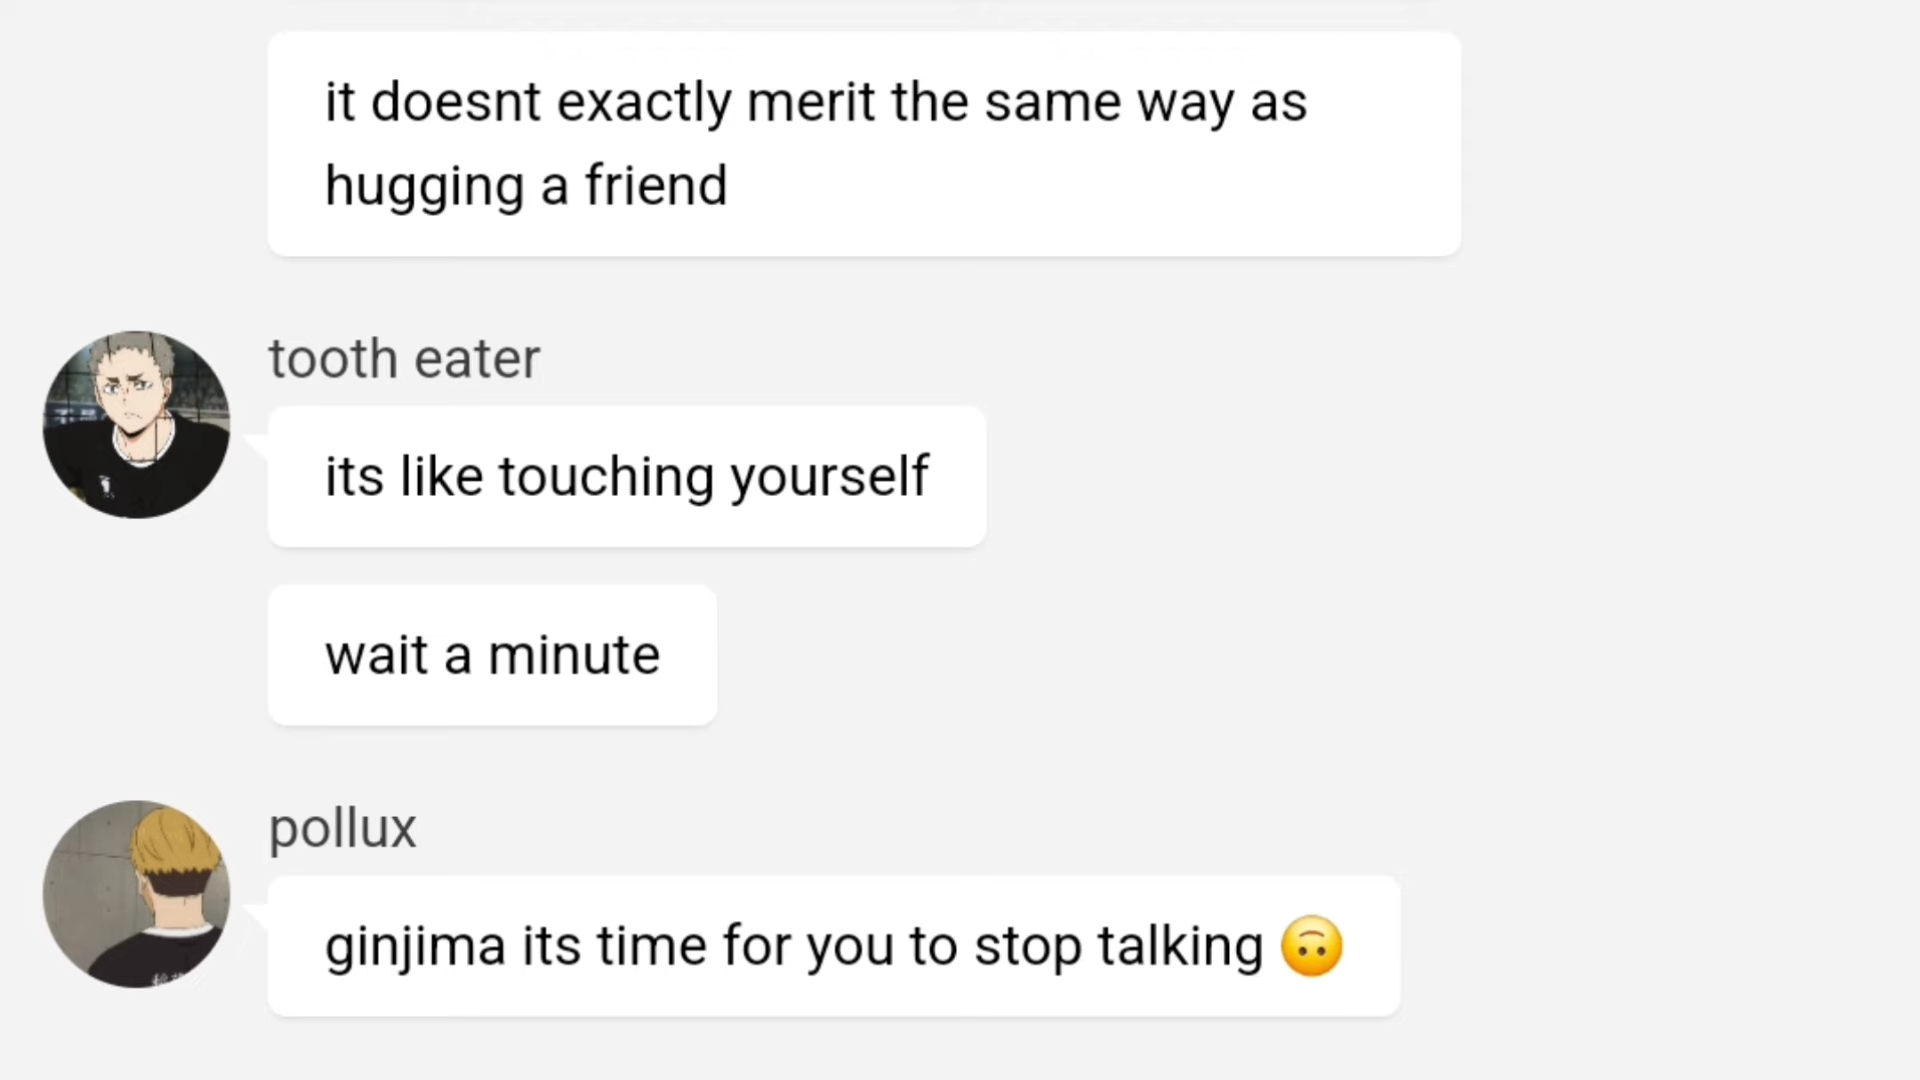 it doesnt exactly merit the same way as
hugging a friend
tooth eater
its like touching yourself
wait a minute
pollux
ginjima its time for you to stop talking 🙃